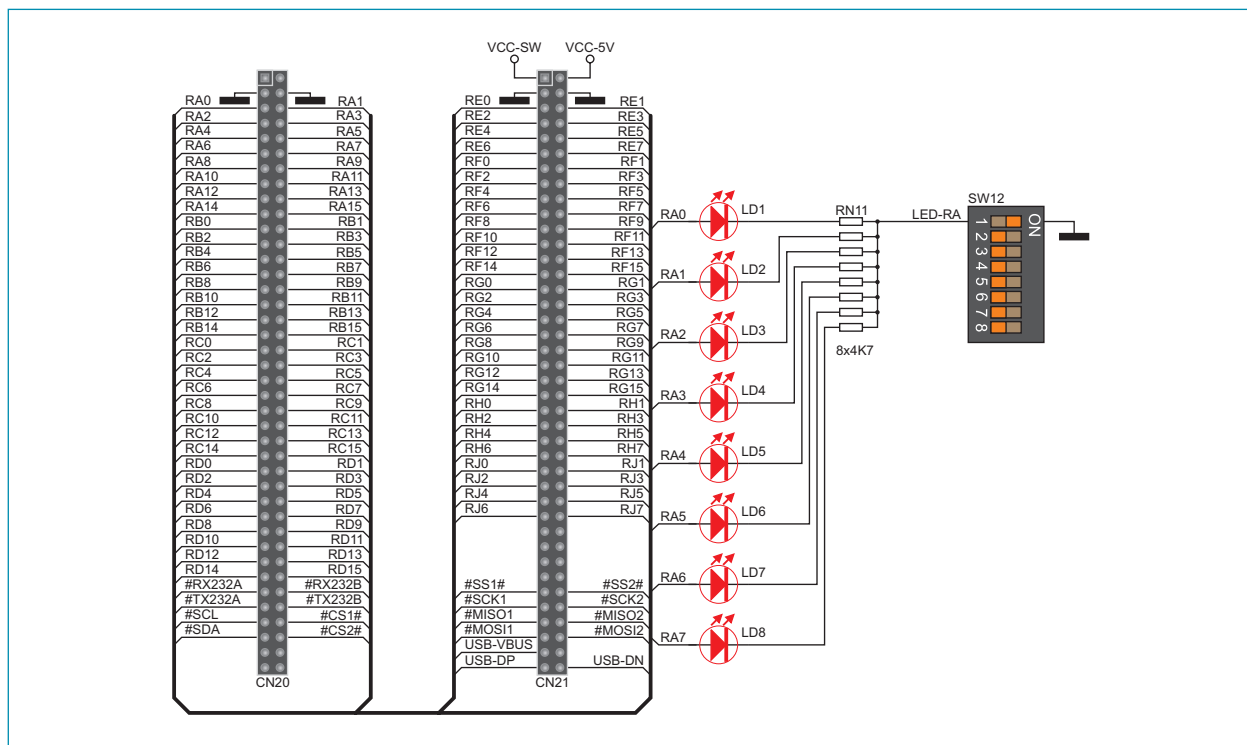 VCC-SW VCC-5V
RA0 RA1 RE0 RE1
RA2 RA3 RE2 RE3
RA4 RA5 RE4 RE5
RA6 RA7 RE6 RE7
RA8 RA9 RF0 RF1
RA10 RA11 RF2 RF3
RA12 RA13 RF4 RF5
RA14 RA15 RF6 RF7
RB0 RB1 RF8 RF9
RB2 RB3 RF10 RF11
RB4 RB5 RF12 RF13
RB6 RB7 RF14 RF15
RB8 RB9 RG0 RG1
RB10 RB11 RG2 RG3
RB12 RB13 RG4 RG5
RB14 RB15 RG6 RG7
RC0 RC1 RG8 RG9
RC2 RC3 RG10 RG11
RC4 RC5 RG12 RG13
RC6 RC7 RG14 RG15
RC8 RC9 RH0 RH1
RC10 RC11 RH2 RH3
RC12 RC13 RH4 RH5
RC14 RC15 RH6 RH7
RD0 RD1 RJ0 RJ1
RD2 RD3 RJ2 RJ3
RD4 RD5 RJ4 RJ5
RD6 RD7 RJ6 RJ7
RD8 RD9
RD10 RD11
RD12 RD13
RD14 RD15
#RX232A #RX232B #SS1# #SS2#
#TX232A #TX232B #SCK1 #SCK2
#SCL #CS1# #MISO1 #MISO2
#SDA #CS2# #MOSI1 #MOSI2
USB-VBUS
USB-DP USB-DN
CN20 CN21
RA0 LD1
RA1 LD2
RA2 LD3
RA3 LD4
RA4 LD5
RA5 LD6
RA6 LD7
RA7 LD8
RN11
8x4K7
LED-RA
SW12
ON
1
2
3
4
5
6
7
8